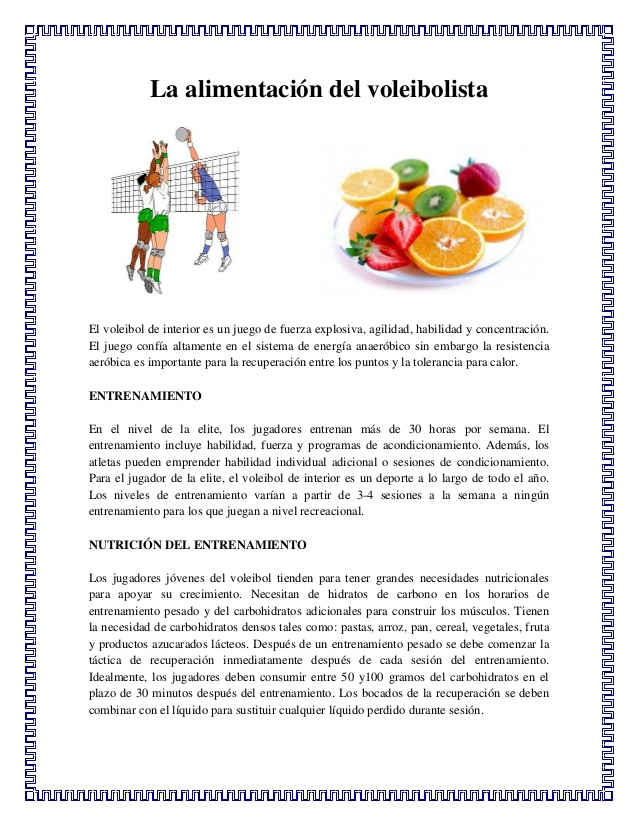 La alimentación del voleibolista
El voleibol de interior es un juego de fuerza explosiva, agilidad, habilidad y concentración.
El juego confía altamente en el sistema de energía anaeróbico sin embargo la resistencia
aeróbica es importante para la recuperación entre los puntos y la tolerancia para calor.
ENTRENAMIENTO
En el nivel de la elite, los jugadores entrenan más de 30 horas por semana. El
entrenamiento incluye habilidad, fuerza y programas de acondicionamiento. Además, los
atletas pueden emprender habilidad individual adicional o sesiones de condicionamiento.
Para el jugador de la elite, el voleibol de interior es un deporte a lo largo de todo el año.
Los niveles de entrenamiento varían a partir de 3-4 sesiones a la semana a ningún
entrenamiento para los que juegan a nivel recreacional.
NUTRICIÓN DEL ENTRENAMIENTO
Los jugadores jóvenes del voleibol tienden para tener grandes necesidades nutricionales
para apoyar su crecimiento. Necesitan de hidratos de carbono en los horarios de
entrenamiento pesado y del carbohidratos adicionales para construir los músculos. Tienen
la necesidad de carbohidratos densos tales como: pastas, arroz, pan, cereal, vegetales, fruta
y productos azucarados lácteos. Después de un entrenamiento pesado se debe comenzar la
táctica de recuperación inmediatamente después de cada sesión del entrenamiento.
Idealmente, los jugadores deben consumir entre 50 y100 gramos del carbohidratos en el
plazo de 30 minutos después del entrenamiento. Los bocados de la recuperación se deben
combinar con el líquido para sustituir cualquier líquido perdido durante sesión.